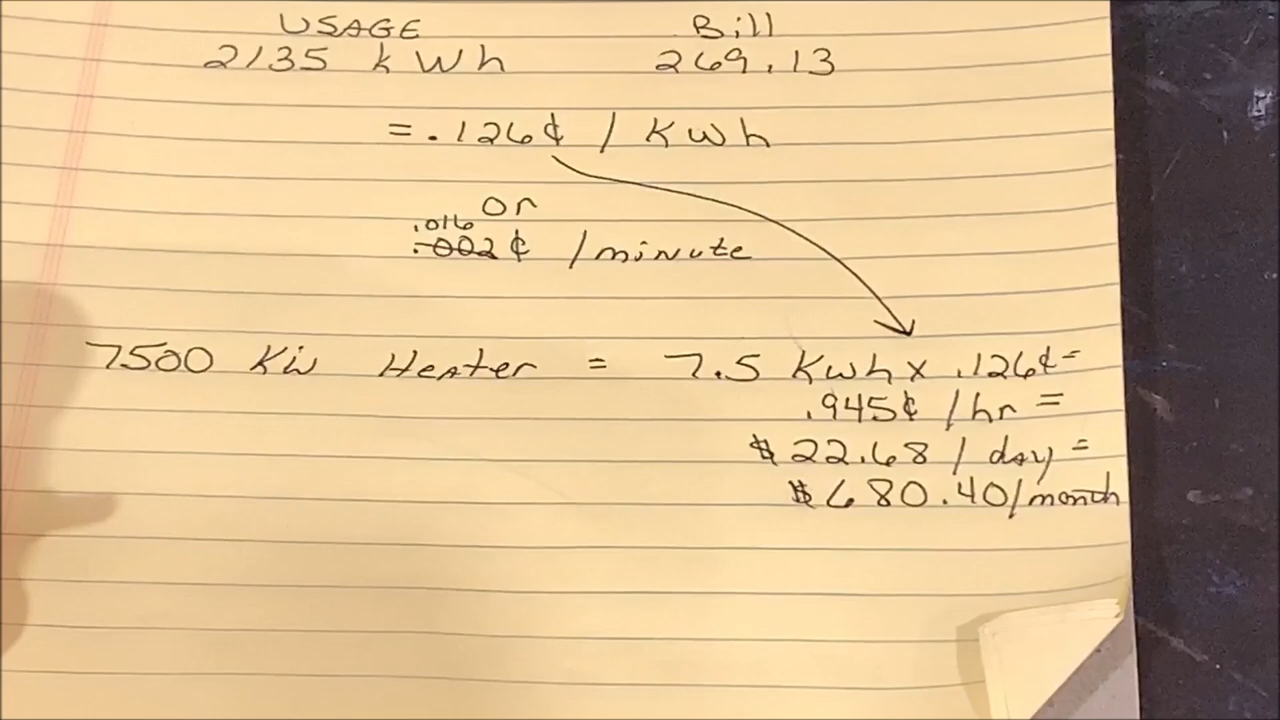 USAGE Bill
2135 kWh 269.13
= .126¢ / Kwh
or
.016
.002¢ /minute
7500 Kw Heater = 7.5 Kwh x .126¢ =
.945¢ /hr =
$22.68 / day =
$680.40/month